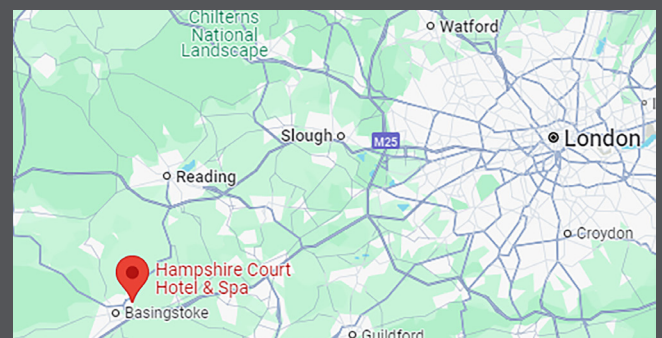 Chilterns
National
Landscape
Watford
Slough
M25
London
Reading
Croydon
Hampshire Court
Hotel & Spa
Basingstoke
Guildford